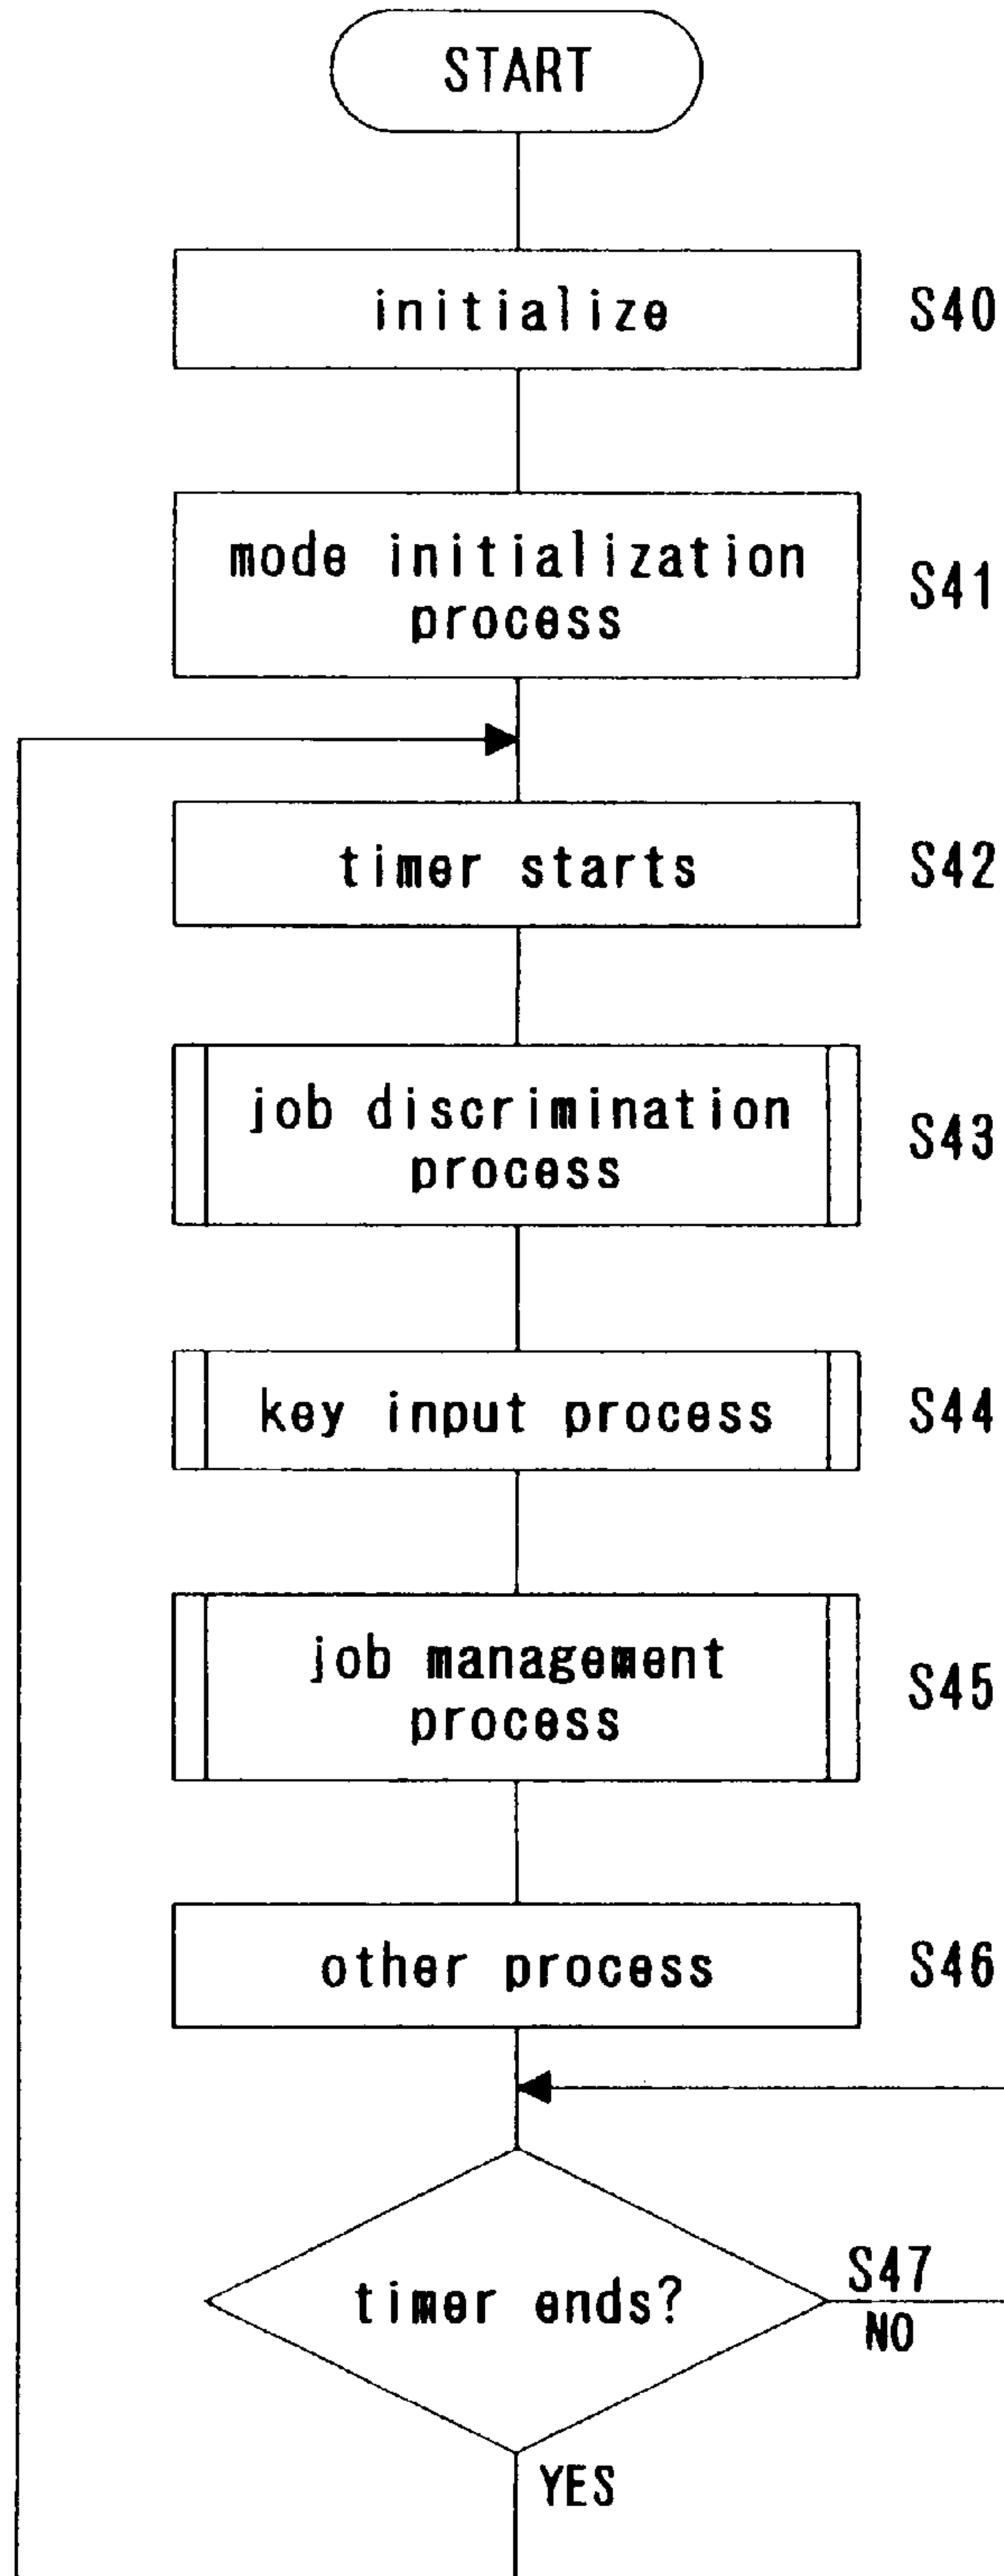 START
initialize
S40
mode initialization
process
S41
timer starts
S42
job discrimination
process
S43
key input process
S44
job management
process
S45
other process
S46
timer ends?
S47
NO
YES